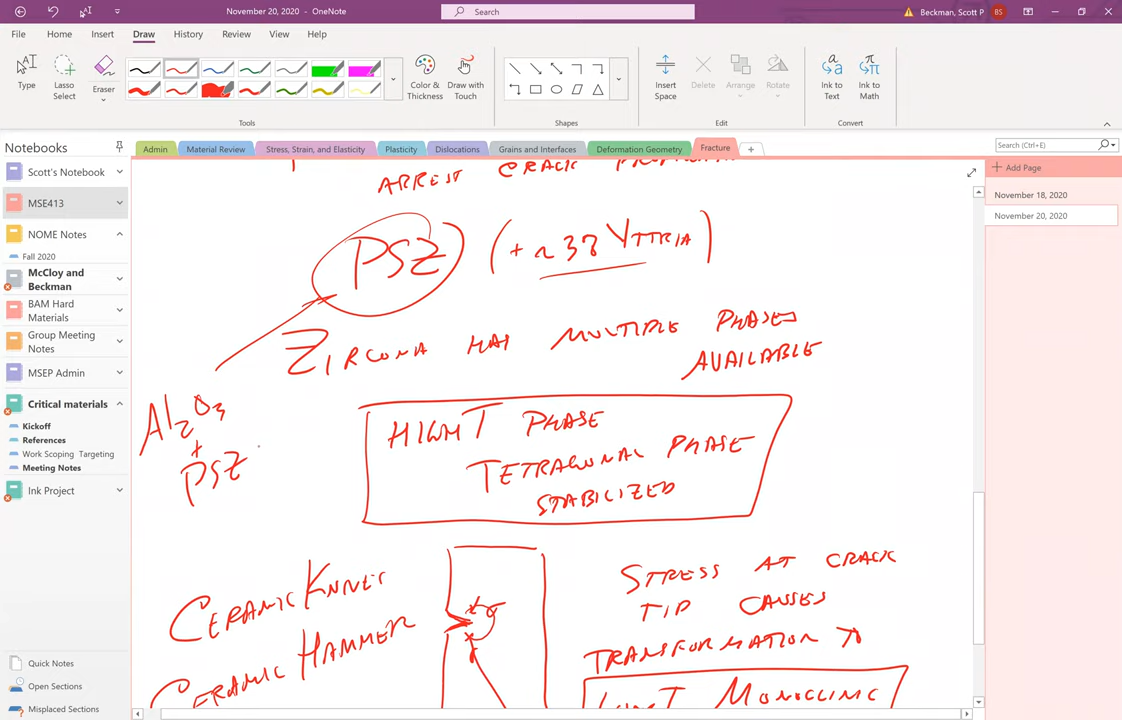 November 20, 2020 - OneNote
Search
Beckman, Scott P
BS
File
Home
Insert
Draw
History
Review
View
Help
Type
Lasso
Select
Eraser
Color &
Thickness
Draw with
Touch
Insert
Space
Delete
Arrange
Rotate
Ink to
Text
Ink to
Math
Tools
Shapes
Edit
Convert
Notebooks
Admin
Material Review
Stress, Strain, and Elasticity
Plasticity
Dislocations
Grains and Interfaces
Deformation Geometry
Fracture
Search (Ctrl+E)
Scott's Notebook
MSE413
NOME Notes
Fall 2020
McCloy and
Beckman
BAM Hard
Materials
Group Meeting
Notes
MSEP Admin
Critical materials
Kickoff
References
Work Scoping Targeting
Meeting Notes
Ink Project
Quick Notes
Open Sections
Misplaced Sections
Add Page
November 18, 2020
November 20, 2020
ARREST CRACK
PSZ (+~3% YTTRIA)
ZIRCONA HAS MULTIPLE PHASES
AVAILABLE
Al2O3
+
PSZ
HIGH T PHASE
TETRAGONAL PHASE
STABILIZED
CERAMIC KNIVES
CERAMIC HAMMER
STRESS AT CRACK
TIP CAUSES
TRANSFORMATION TO
LOW T MONOCLINIC